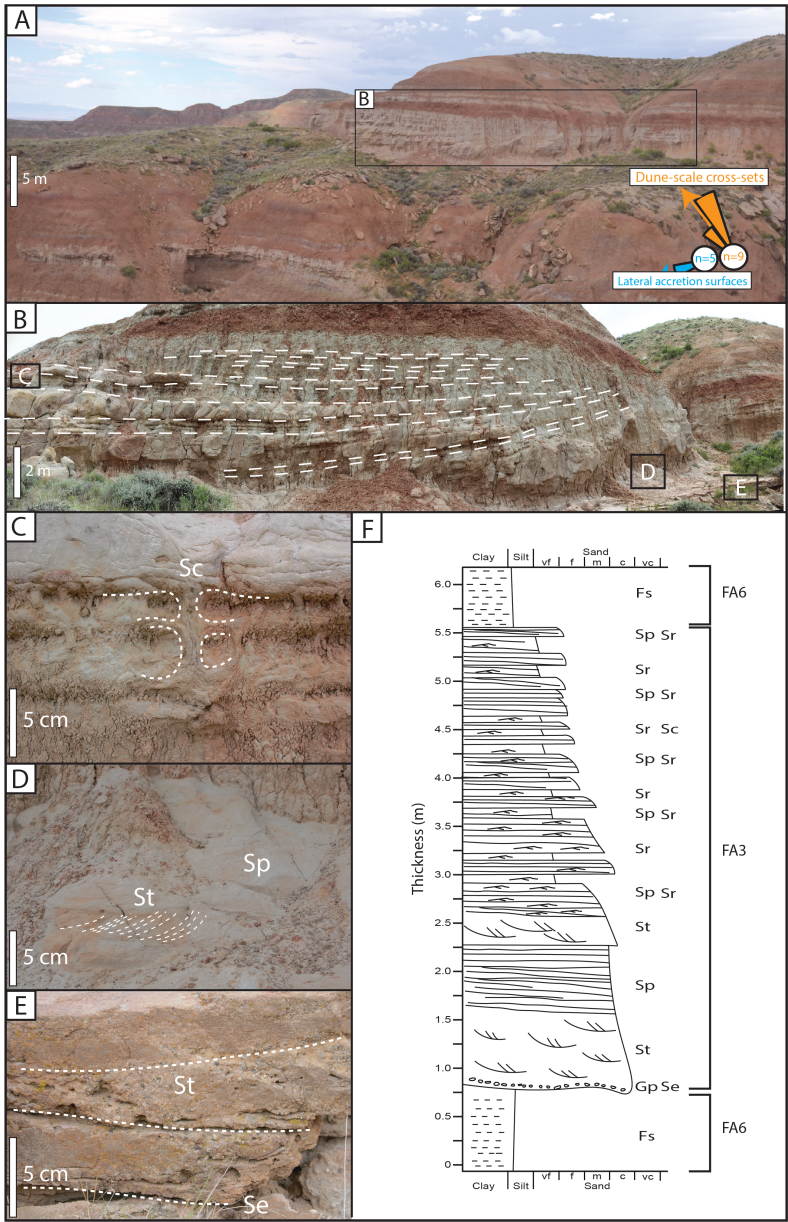 A
B
5 m
Dune-scale cross-sets
n=5
n=9
Lateral accretion surfaces
B
C
2 m
D
E
C
Sc
5 cm
D
Sp
St
5 cm
E
St
5 cm
Se
F
Sand
Clay Silt vf f m c vc
6.0
Fs
FA6
5.5
Sp Sr
Sr
5.0
Sp Sr
4.5
Sr Sc
Sp Sr
4.0
Sr
Sp Sr
3.5
Sr
FA3
3.0
Sp Sr
2.5
St
2.0
Sp
1.5
St
1.0
Gp Se
0.5
Fs
FA6
0
Thickness (m)
Clay Silt vf f m c vc
Sand